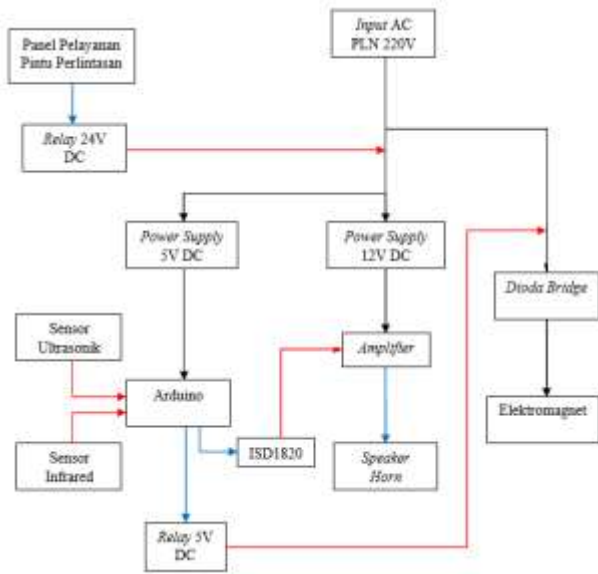 Input AC
PLN 220V
Panel Pelayanan
Pintu Perlintasan
Relay 24V
DC
Power Supply
5V DC
Power Supply
12V DC
Dioda Bridge
Sensor
Ultrasonik
Amplifier
Arduino
Elektromagnet
Sensor
Infrared
ISD1820
Speaker
Horn
Relay 5V
DC